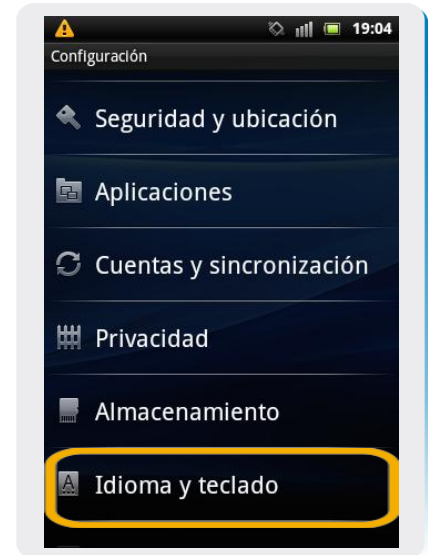 19:04
Configuración
Seguridad y ubicación
Aplicaciones
Cuentas y sincronización
Privacidad
Almacenamiento
Idioma y teclado